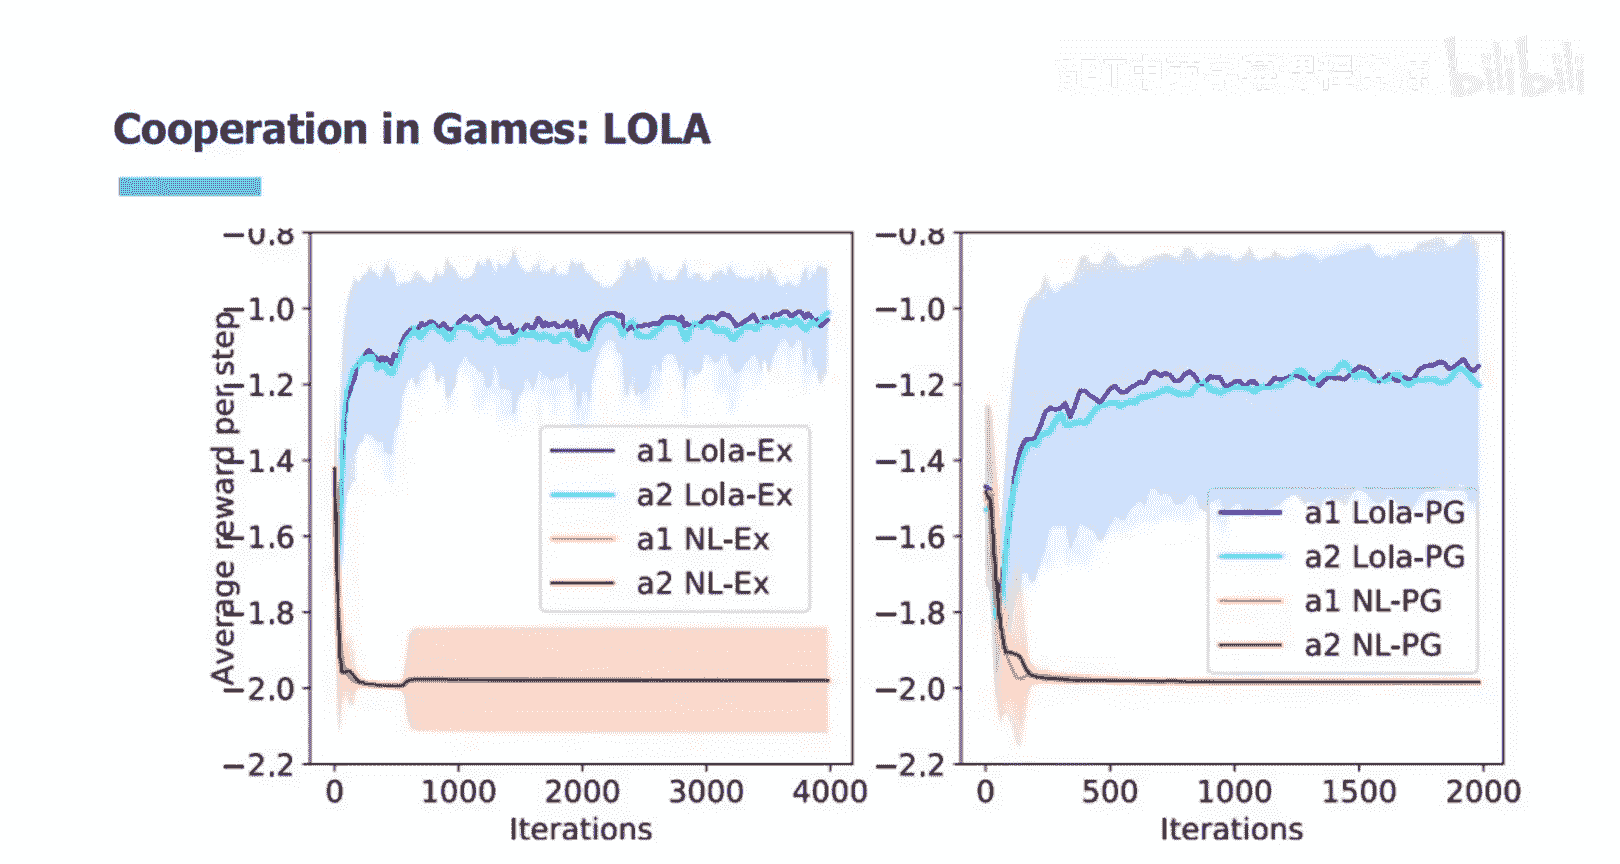 bilibili
Cooperation in Games: LOLA
Average reward per step
−0.8
−1.0
−1.2
−1.4
−1.6
−1.8
−2.0
−2.2
a1 Lola-Ex
a2 Lola-Ex
a1 NL-Ex
a2 NL-Ex
0 1000 2000 3000 4000
Iterations
−0.8
−1.0
−1.2
−1.4
−1.6
−1.8
−2.0
−2.2
a1 Lola-PG
a2 Lola-PG
a1 NL-PG
a2 NL-PG
0 500 1000 1500 2000
Iterations